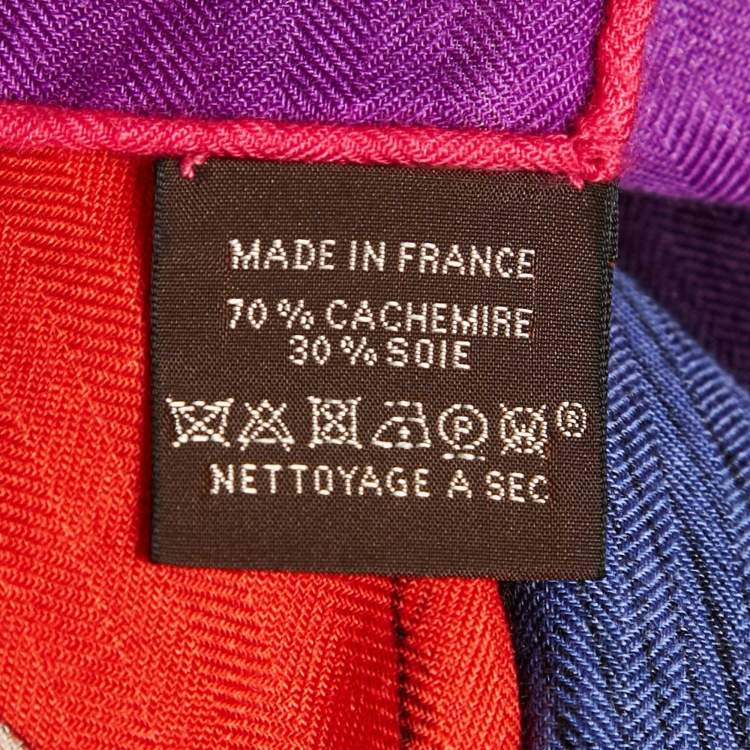 MADE IN FRANCE
70 % CACHEMIRE
30 % SOIE
P W ®
NETTOYAGE A SEC